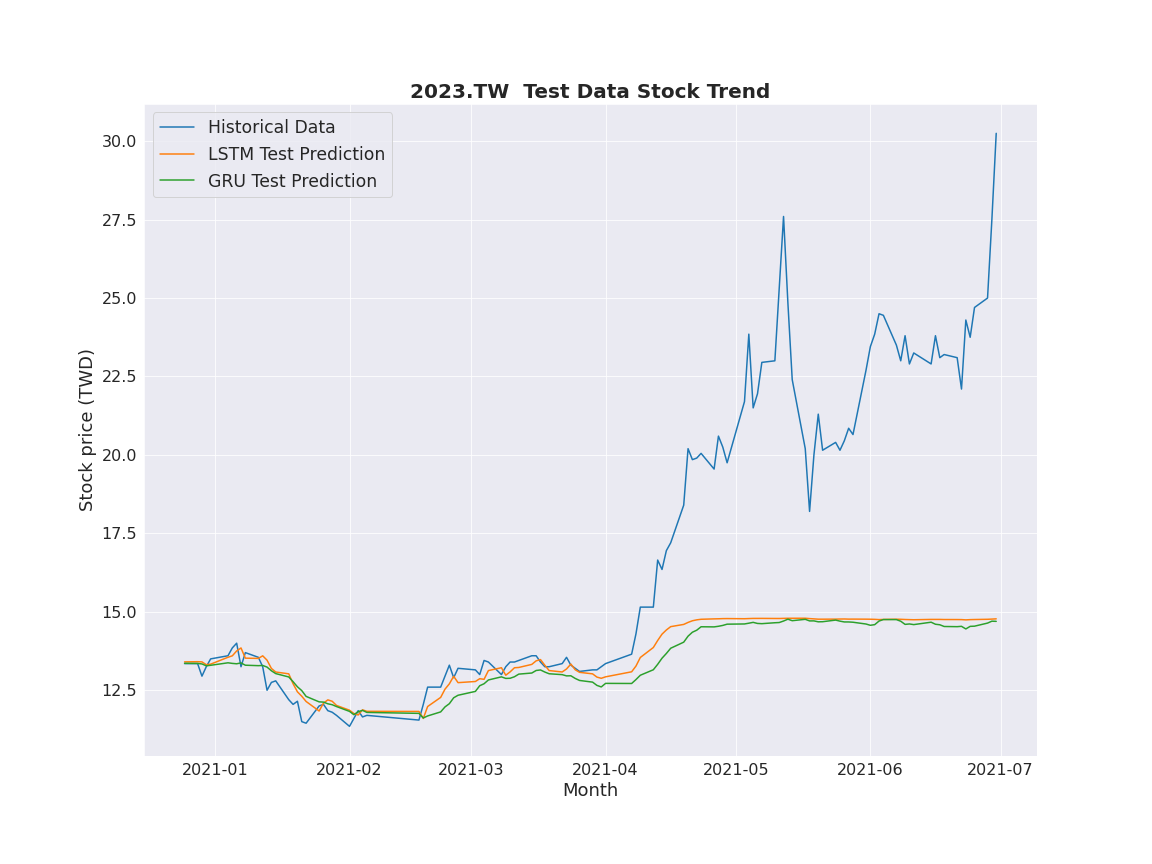 2023.TW  Test Data Stock Trend
Historical Data
LSTM Test Prediction
GRU Test Prediction
Stock price (TWD)
30.0
27.5
25.0
22.5
20.0
17.5
15.0
12.5
2021-01 2021-02 2021-03 2021-04 2021-05 2021-06 2021-07
Month